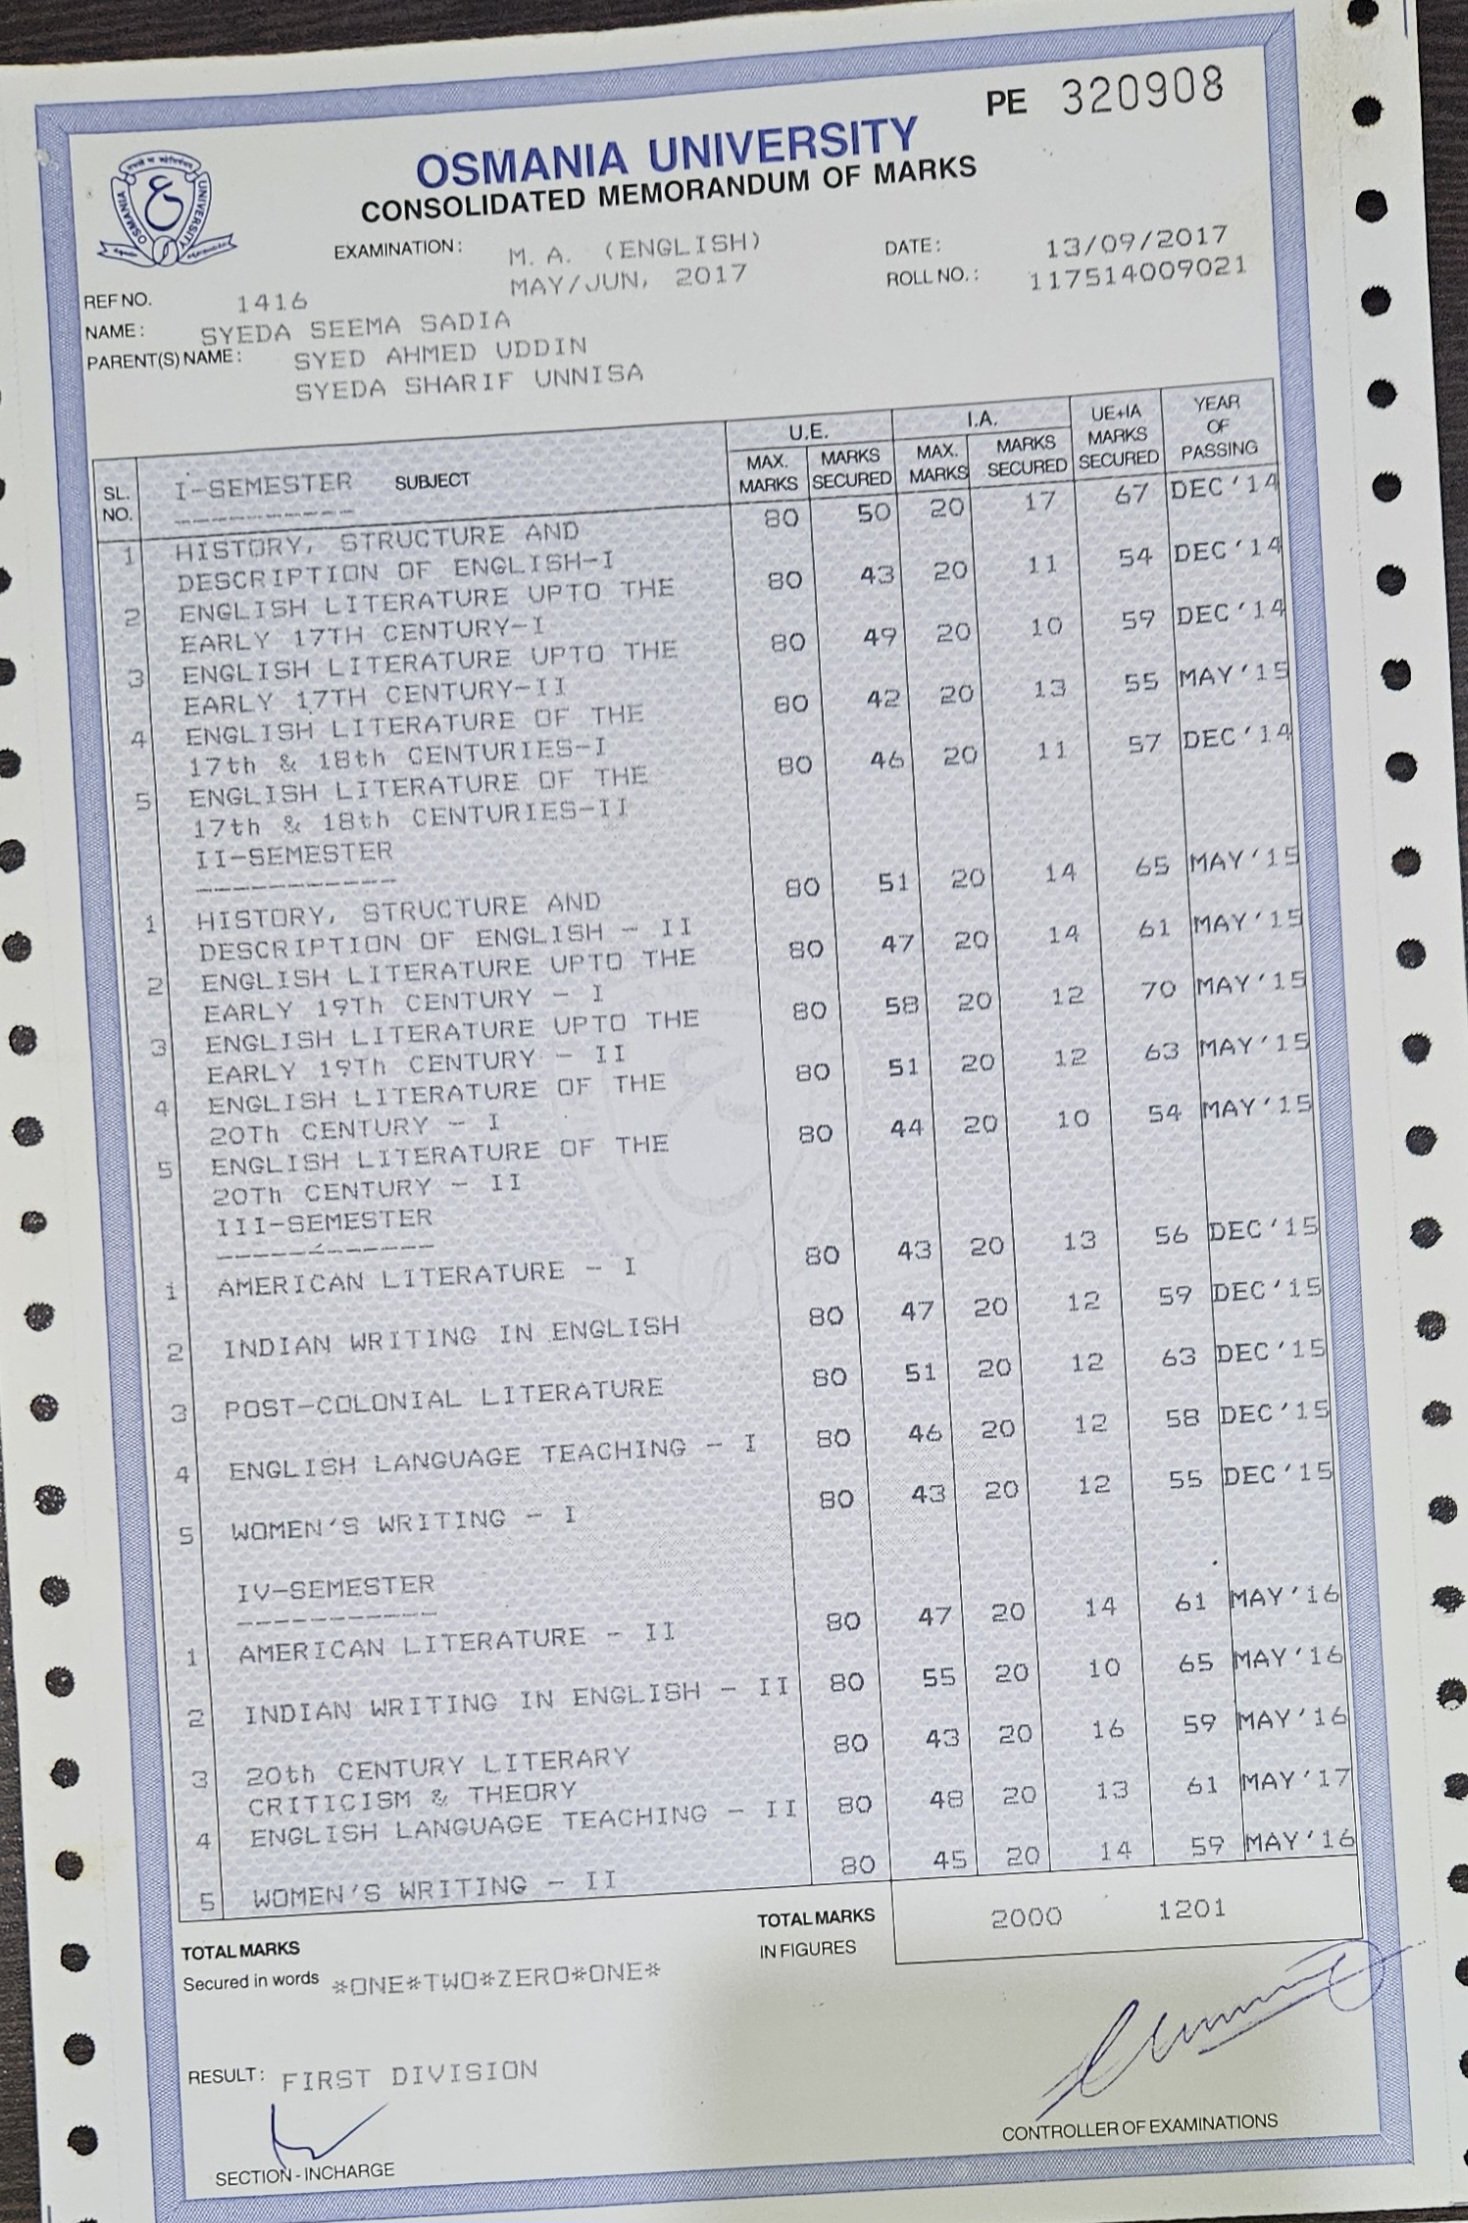 PE 320908
OSMANIA UNIVERSITY
CONSOLIDATED MEMORANDUM OF MARKS
OSMANIA UNIVERSITY
EXAMINATION: M. A. (ENGLISH) DATE: 13/09/2017
MAY/JUN, 2017 ROLL NO.: 117514009021
REF NO. 1416
NAME: SYEDA SEEMA SADIA
PARENT(S) NAME: SYED AHMED UDDIN
SYEDA SHARIF UNNISA
SL. NO. I-SEMESTER SUBJECT U.E. MAX. MARKS MARKS SECURED I.A. MAX. MARKS MARKS SECURED UE+IA MARKS SECURED YEAR OF PASSING
1 HISTORY, STRUCTURE AND 80 50 20 17 67 DEC'14
DESCRIPTION OF ENGLISH-I
2 ENGLISH LITERATURE UPTO THE 80 43 20 11 54 DEC'14
EARLY 17TH CENTURY-I
3 ENGLISH LITERATURE UPTO THE 80 49 20 10 59 DEC'14
EARLY 17TH CENTURY-II
4 ENGLISH LITERATURE OF THE 80 42 20 13 55 MAY'15
17th & 18th CENTURIES-I
5 ENGLISH LITERATURE OF THE 80 46 20 11 57 DEC'14
17th & 18th CENTURIES-II
II-SEMESTER
1 HISTORY, STRUCTURE AND 80 51 20 14 65 MAY'15
DESCRIPTION OF ENGLISH - II
2 ENGLISH LITERATURE UPTO THE 80 47 20 14 61 MAY'15
EARLY 19Th CENTURY - I
3 ENGLISH LITERATURE UPTO THE 80 58 20 12 70 MAY'15
EARLY 19Th CENTURY - II
4 ENGLISH LITERATURE OF THE 80 51 20 12 63 MAY'15
20Th CENTURY - I
5 ENGLISH LITERATURE OF THE 80 44 20 10 54 MAY'15
20Th CENTURY - II
III-SEMESTER
1 AMERICAN LITERATURE - I 80 43 20 13 56 DEC'15
2 INDIAN WRITING IN ENGLISH 80 47 20 12 59 DEC'15
3 POST-COLONIAL LITERATURE 80 51 20 12 63 DEC'15
4 ENGLISH LANGUAGE TEACHING - I 80 46 20 12 58 DEC'15
5 WOMEN'S WRITING - I 80 43 20 12 55 DEC'15
IV-SEMESTER
1 AMERICAN LITERATURE - II 80 47 20 14 61 MAY'16
2 INDIAN WRITING IN ENGLISH - II 80 55 20 10 65 MAY'16
3 20th CENTURY LITERARY 80 43 20 16 59 MAY'16
CRITICISM & THEORY
4 ENGLISH LANGUAGE TEACHING - II 80 48 20 13 61 MAY'17
5 WOMEN'S WRITING - II 80 45 20 14 59 MAY'16
TOTAL MARKS IN FIGURES 2000 1201
TOTAL MARKS
Secured in words *ONE*TWO*ZERO*ONE*
RESULT: FIRST DIVISION
CONTROLLER OF EXAMINATIONS
SECTION-INCHARGE